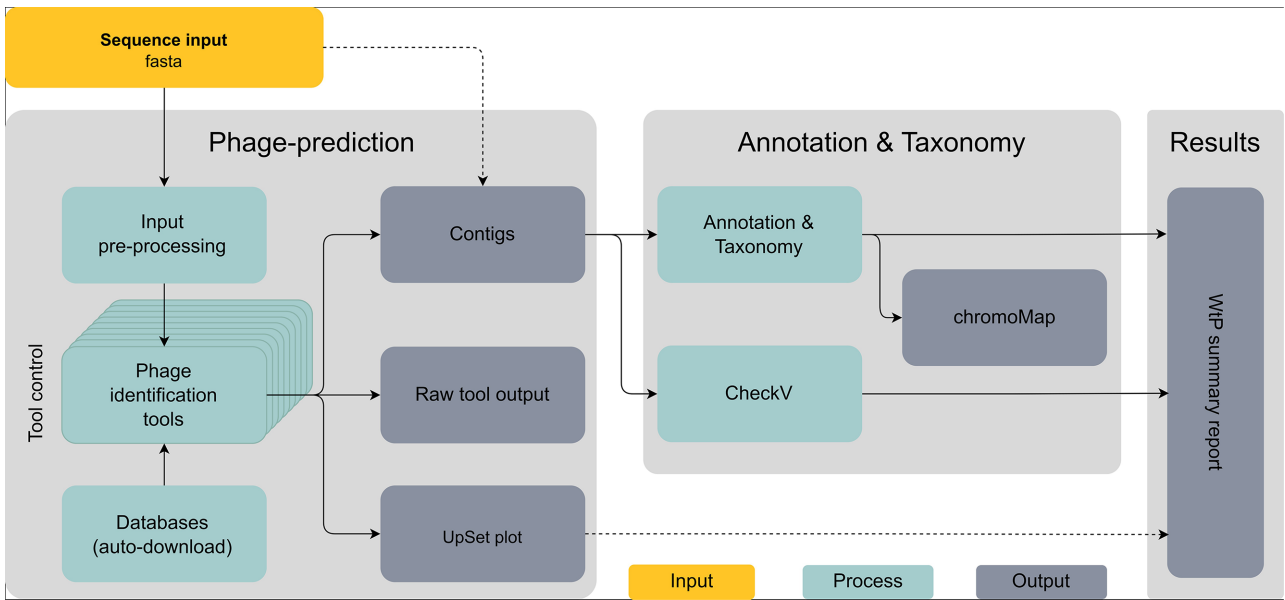 Sequence input
fasta
Phage-prediction
Annotation & Taxonomy
Results
Input
pre-processing
Contigs
Annotation &
Taxonomy
chromoMap
Tool control
Phage
identification
tools
Raw tool output
CheckV
WtP summary report
Databases
(auto-download)
UpSet plot
Input
Process
Output